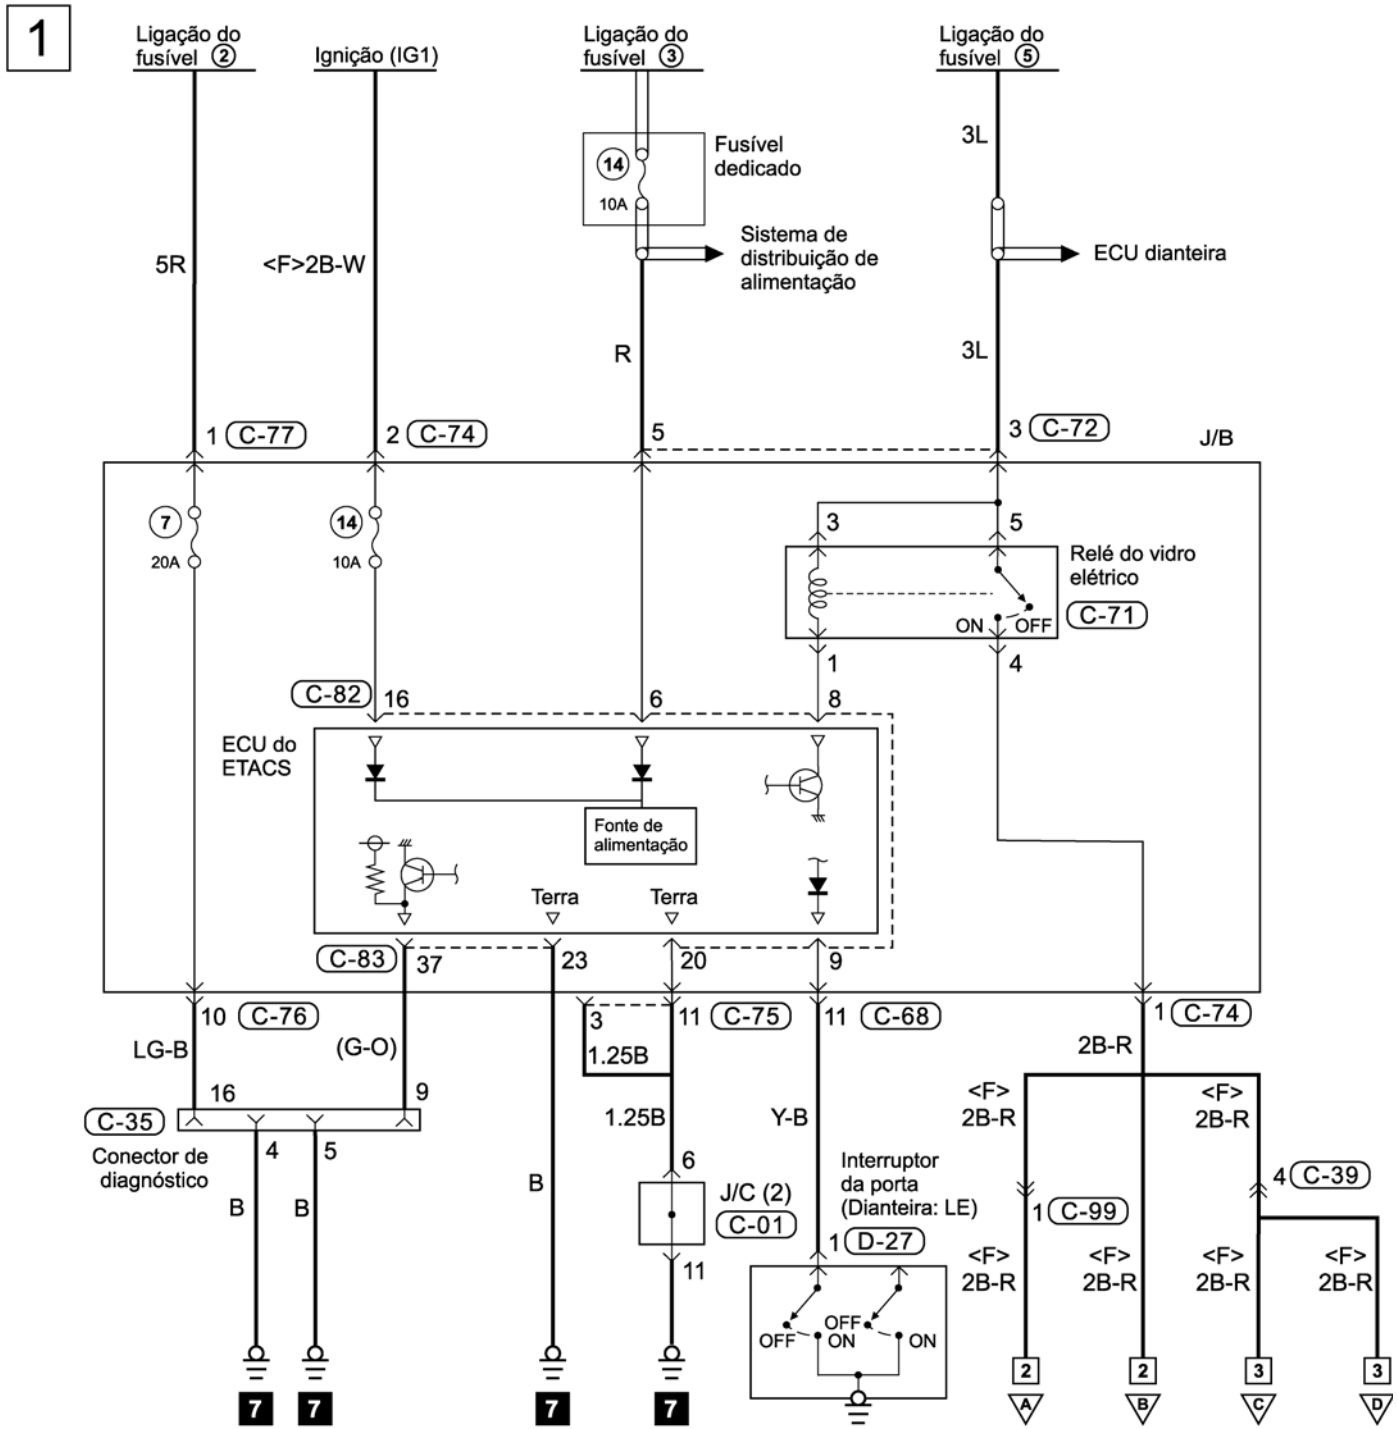 1
Ligação do
fusível 2
Ignição (IG1)
Ligação do
fusível 3
Ligação do
fusível 5
3L
14
10A
Fusível
dedicado
Sistema de
distribuição de
alimentação
ECU dianteira
5R
<F>2B-W
R
3L
1 C-77
2 C-74
5
3 C-72
J/B
7
20A
14
10A
3
5
Relé do vidro
elétrico
C-71
ON
OFF
1
4
C-82 16
6
8
ECU do
ETACS
Fonte de
alimentação
Terra
Terra
C-83 37
23
20
9
10 C-76
3
11 C-75
11 C-68
1 C-74
LG-B
(G-O)
1.25B
2B-R
16
9
C-35
Conector de
diagnóstico
4
5
B
B
B
1.25B
Y-B
<F>
2B-R
<F>
2B-R
6
J/C (2)
C-01
11
Interruptor
da porta
(Dianteira: LE)
1 D-27
OFF
ON
OFF
ON
1 C-99
4 C-39
<F>
2B-R
<F>
2B-R
<F>
2B-R
<F>
2B-R
7
7
7
7
2
2
3
3
A
B
C
D